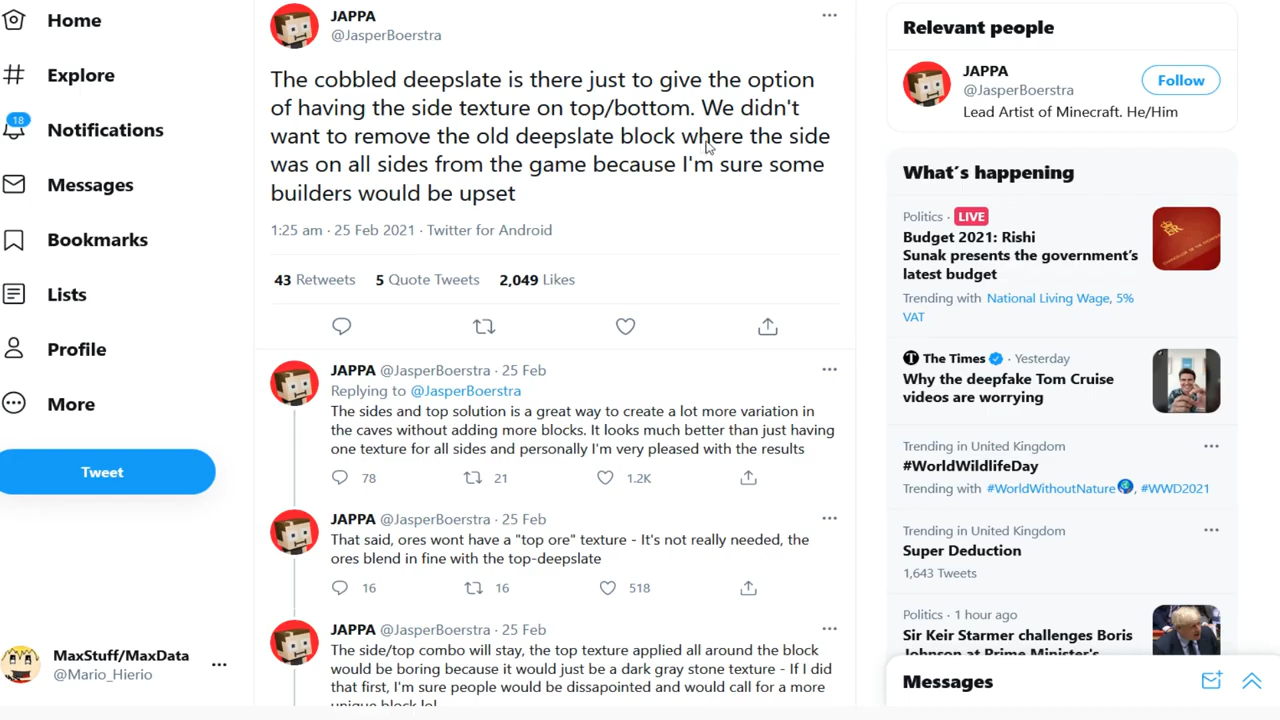 Home
Explore
18
Notifications
Messages
Bookmarks
Lists
Profile
More
Tweet
MaxStuff/MaxData
@Mario_Hierio
JAPPA
@JasperBoerstra
The cobbled deepslate is there just to give the option
of having the side texture on top/bottom. We didn't
want to remove the old deepslate block where the side
was on all sides from the game because I'm sure some
builders would be upset
1:25 am · 25 Feb 2021 · Twitter for Android
43 Retweets 5 Quote Tweets 2,049 Likes
JAPPA @JasperBoerstra · 25 Feb
Replying to @JasperBoerstra
The sides and top solution is a great way to create a lot more variation in
the caves without adding more blocks. It looks much better than just having
one texture for all sides and personally I'm very pleased with the results
78 21 1.2K
JAPPA @JasperBoerstra · 25 Feb
That said, ores wont have a "top ore" texture - It's not really needed, the
ores blend in fine with the top-deepslate
16 16 518
JAPPA @JasperBoerstra · 25 Feb
The side/top combo will stay, the top texture applied all around the block
would be boring because it would just be a dark gray stone texture - If I did
that first, I'm sure people would be dissapointed and would call for a more
unique block lol
Relevant people
JAPPA
@JasperBoerstra
Follow
Lead Artist of Minecraft. He/Him
What´s happening
Politics · LIVE
Budget 2021: Rishi
Sunak presents the government's
latest budget
Trending with National Living Wage, 5%
VAT
The Times · Yesterday
Why the deepfake Tom Cruise
videos are worrying
Trending in United Kingdom
#WorldWildlifeDay
Trending with #WorldWithoutNature, #WWD2021
Trending in United Kingdom
Super Deduction
1,643 Tweets
Politics · 1 hour ago
Sir Keir Starmer challenges Boris
Johnson at Prime Minister's
Messages